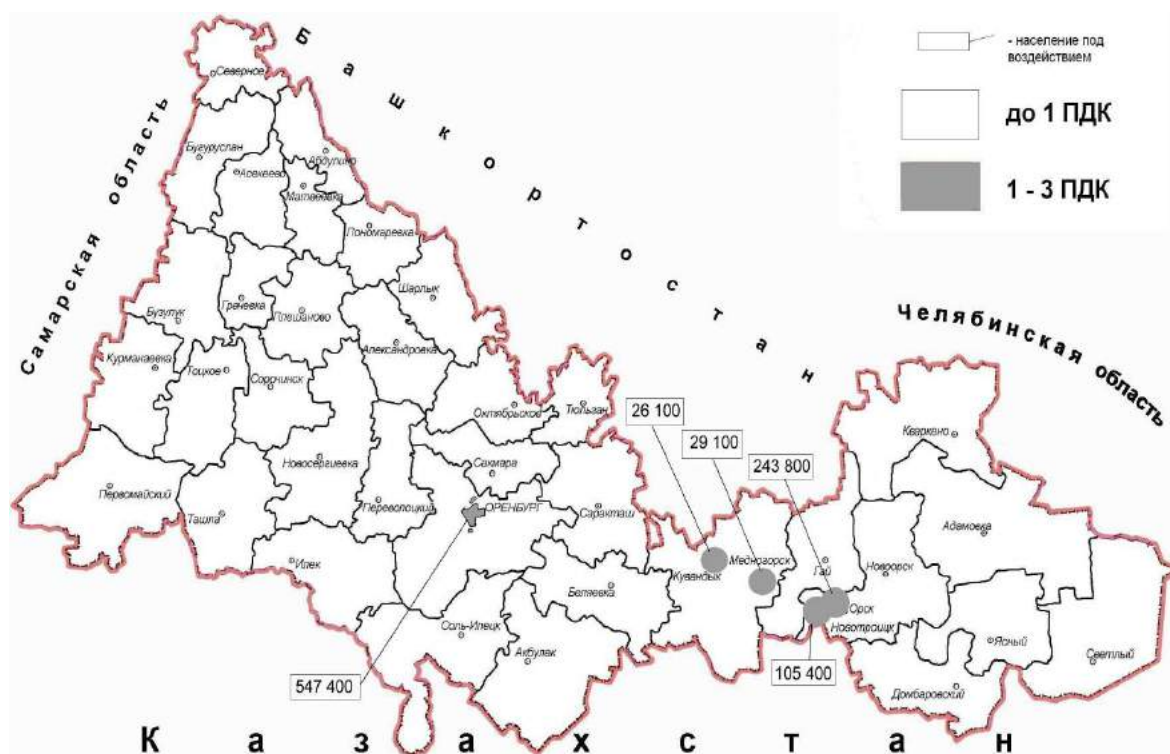 - население под
воздействием
до 1 ПДК
1 - 3 ПДК
Башкортостан
Самарская область
Челябинская область
Казахстан
Северное
Бугуруслан
Абдулино
Асекеево
Матвеевка
Пономаревка
Шарлык
Грачевка
Плешаново
Бузулук
Александровка
Курманаевка
Тоцкое
Сорочинск
Октябрьское
Тюльган
26 100
29 100
243 800
Кваркано
Новосергиевка
Сакмара
Первомайский
Ташла
Переволоцкий
ОРЕНБУРГ
Саракташ
Адамовка
Илек
Беляевка
Кувандык
Медногорск
Гай
Новоорск
Орск
Новотроицк
Соль-Илецк
Акбулак
Ясный
Светлый
Домбаровский
547 400
105 400